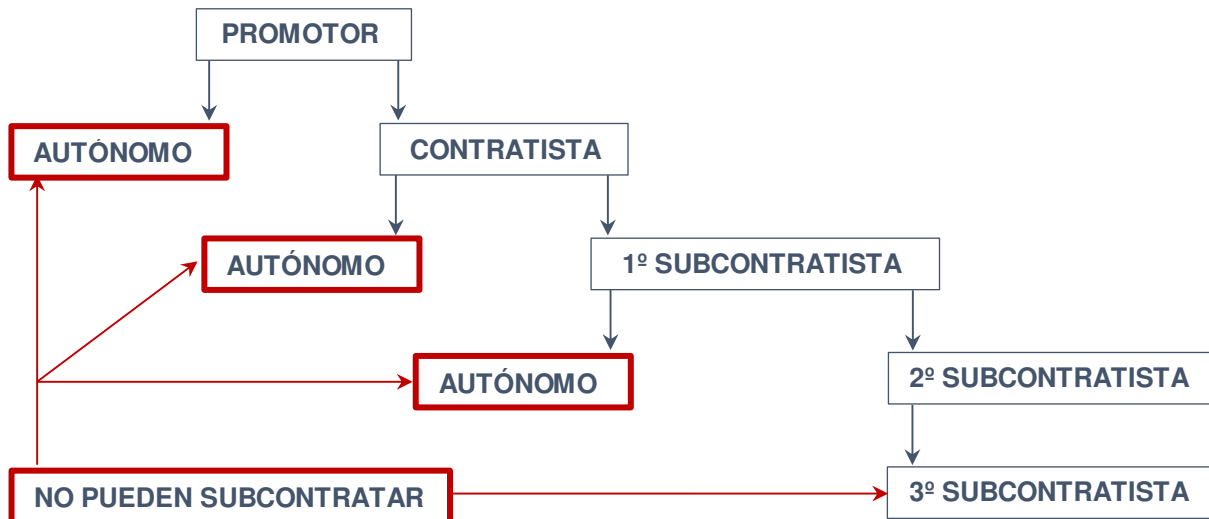 PROMOTOR
AUTÓNOMO
CONTRATISTA
AUTÓNOMO
1º SUBCONTRATISTA
AUTÓNOMO
2º SUBCONTRATISTA
NO PUEDEN SUBCONTRATAR
3º SUBCONTRATISTA